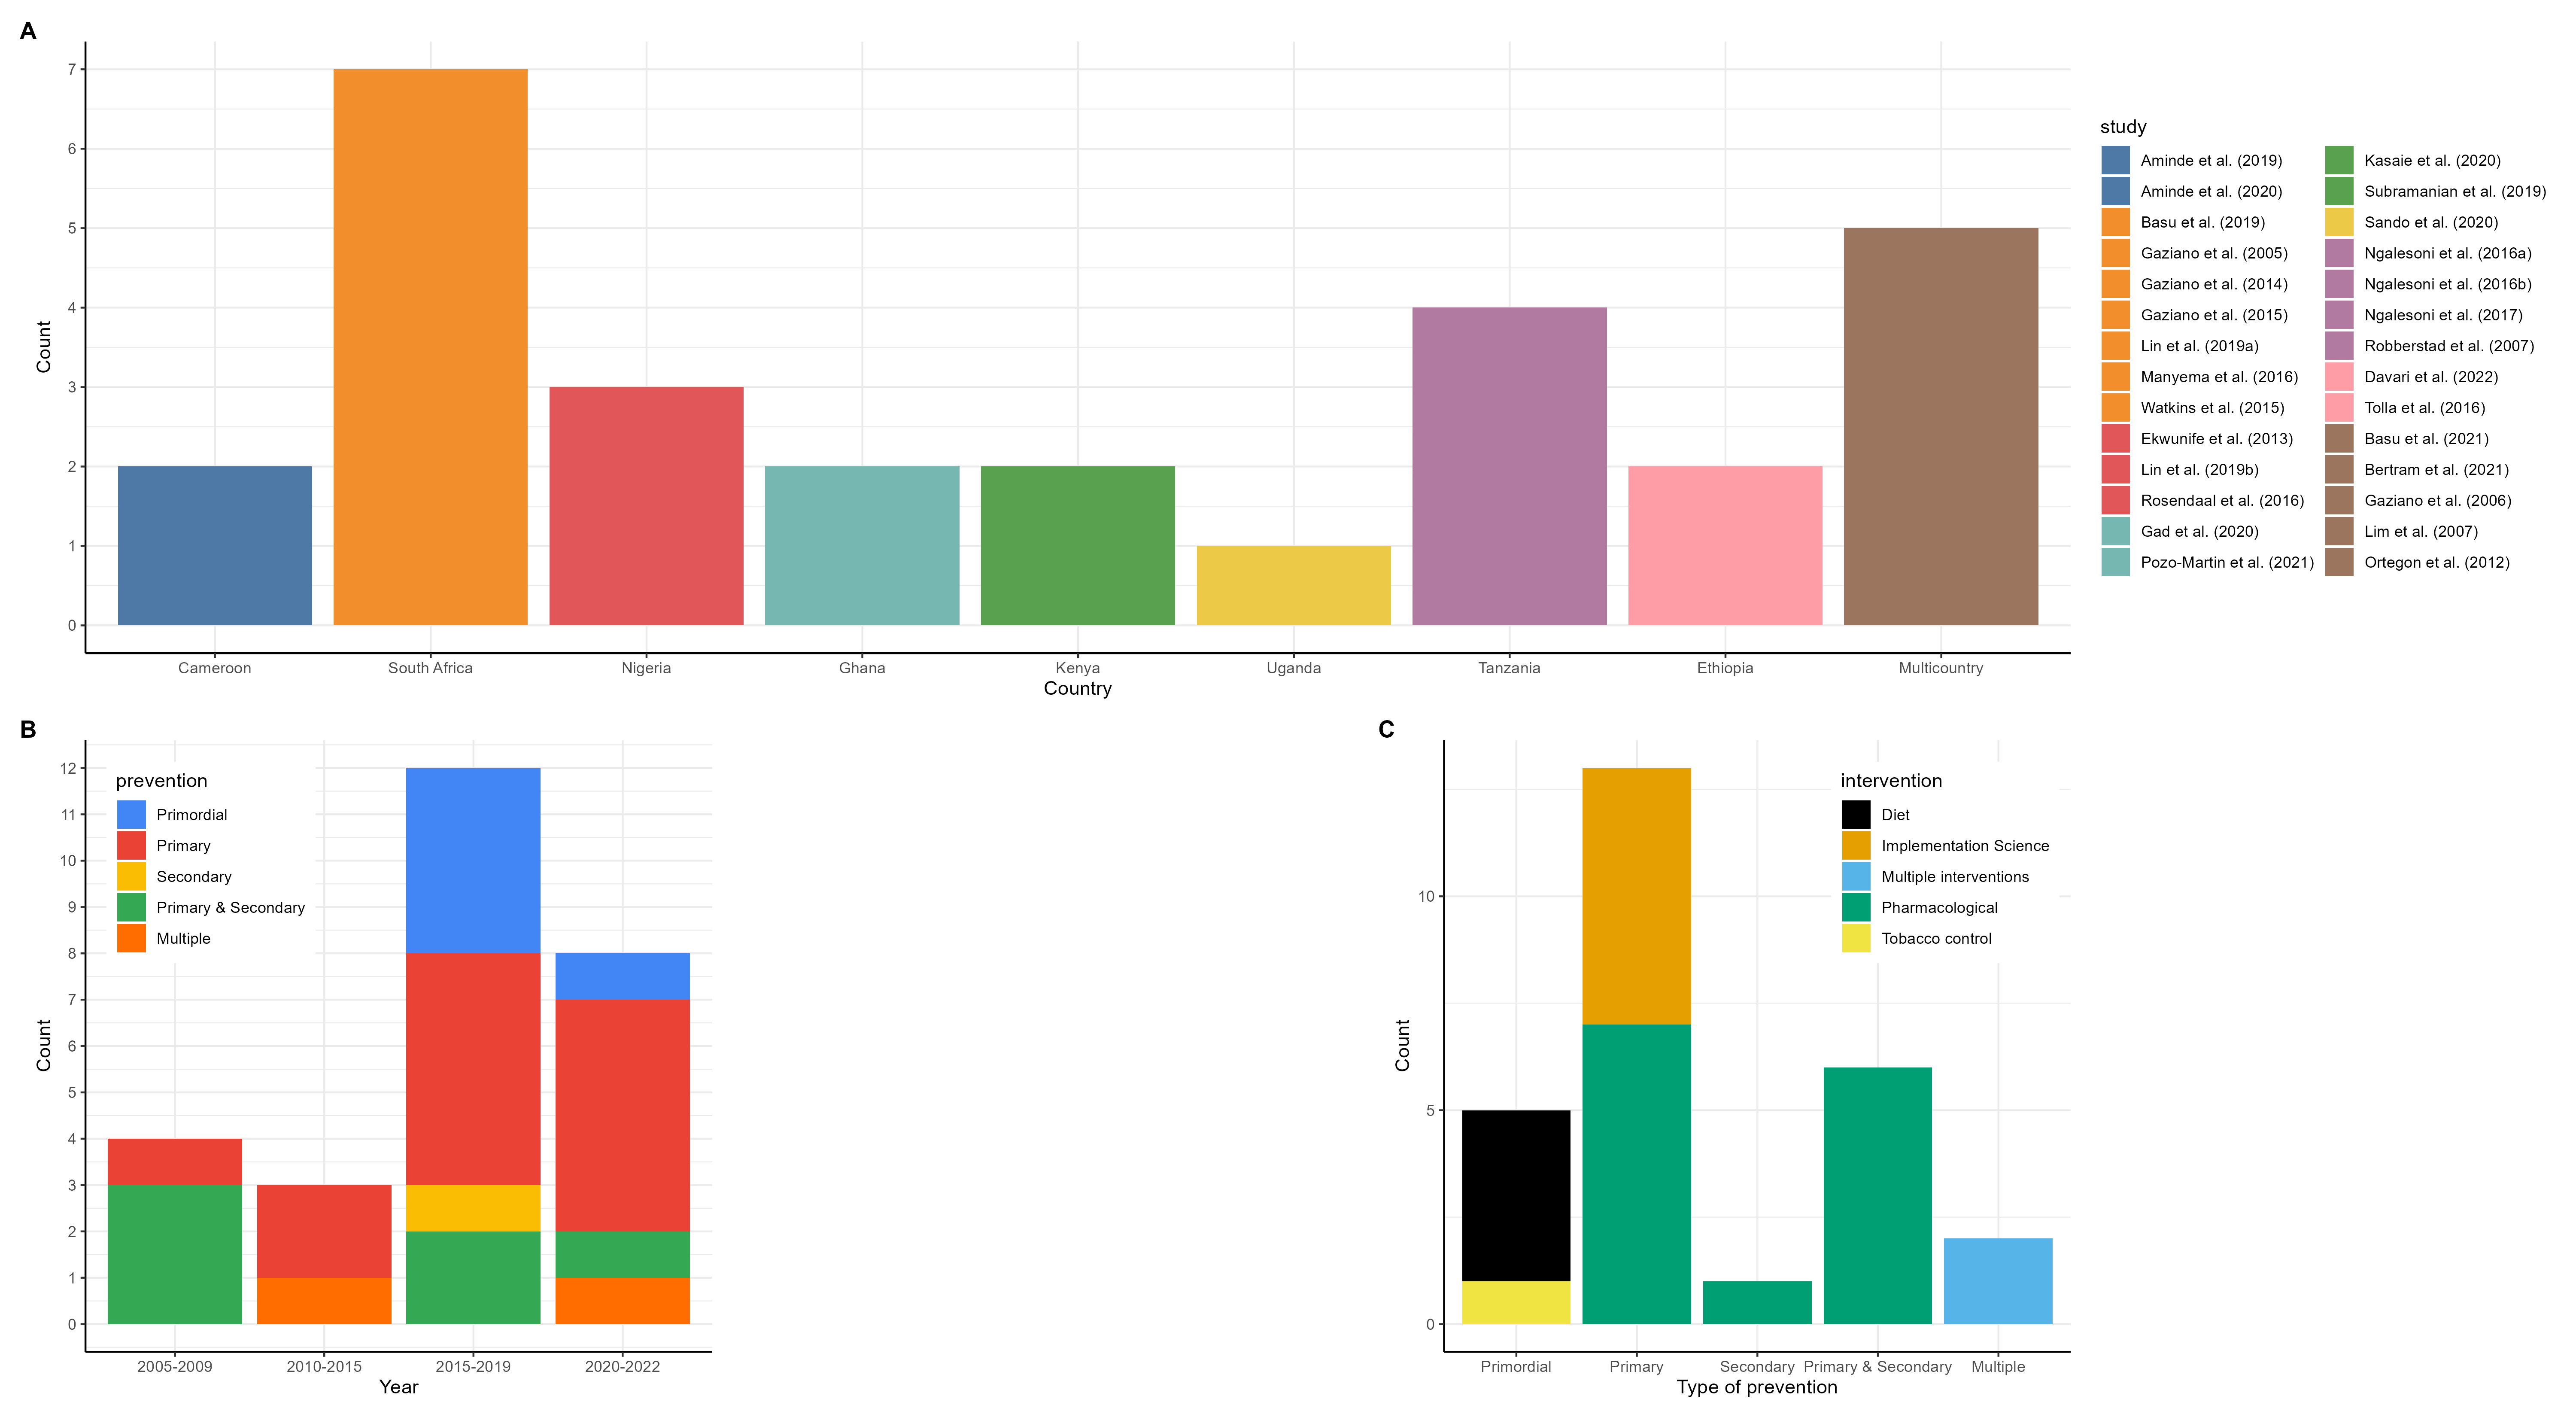 A
7
6
5
4
3
2
1
0
Count
Cameroon
South Africa
Nigeria
Ghana
Kenya
Uganda
Tanzania
Ethiopia
Multicountry
Country
study
Aminde et al. (2019)
Aminde et al. (2020)
Basu et al. (2019)
Gaziano et al. (2005)
Gaziano et al. (2014)
Gaziano et al. (2015)
Lin et al. (2019a)
Manyema et al. (2016)
Watkins et al. (2015)
Ekwunife et al. (2013)
Lin et al. (2019b)
Rosendaal et al. (2016)
Gad et al. (2020)
Pozo-Martin et al. (2021)
Kasaie et al. (2020)
Subramanian et al. (2019)
Sando et al. (2020)
Ngalesoni et al. (2016a)
Ngalesoni et al. (2016b)
Ngalesoni et al. (2017)
Robberstad et al. (2007)
Davari et al. (2022)
Tolla et al. (2016)
Basu et al. (2021)
Bertram et al. (2021)
Gaziano et al. (2006)
Lim et al. (2007)
Ortegon et al. (2012)
B
12
11
10
9
8
7
6
5
4
3
2
1
0
Count
prevention
Primordial
Primary
Secondary
Primary & Secondary
Multiple
2005-2009
2010-2015
2015-2019
2020-2022
Year
C
10
5
0
Count
intervention
Diet
Implementation Science
Multiple interventions
Pharmacological
Tobacco control
Primordial
Primary
Secondary
Primary & Secondary
Multiple
Type of prevention